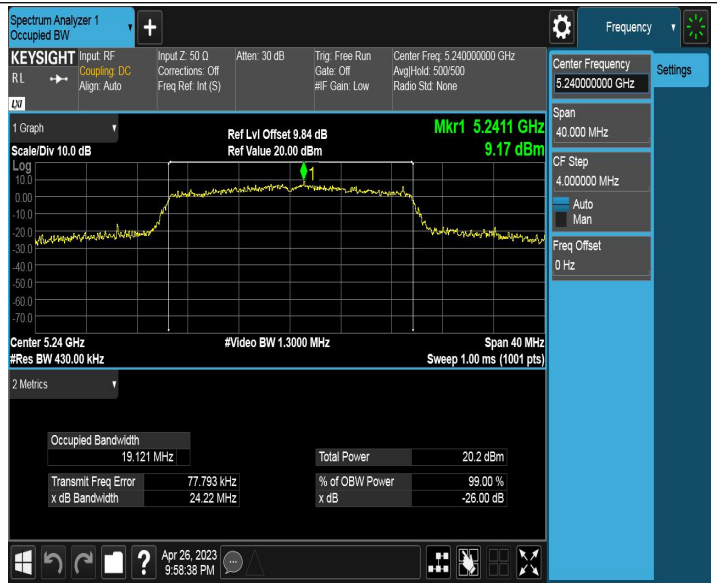 Spectrum Analyzer 1
Occupied BW
+
Frequency
KEYSIGHT
RL
LXI
Input: RF
Coupling: DC
Align: Auto
Input Z: 50 Ω
Corrections: Off
Freq Ref: Int (S)
Atten: 30 dB
Trig: Free Run
Gate: Off
#IF Gain: Low
Center Freq: 5.240000000 GHz
Avg|Hold: 500/500
Radio Std: None
Center Frequency
5.240000000 GHz
Settings
Span
40.000 MHz
CF Step
4.000000 MHz
Auto
Man
Freq Offset
0 Hz
1 Graph
Scale/Div 10.0 dB
Ref Lvl Offset 9.84 dB
Ref Value 20.00 dBm
Mkr1 5.2411 GHz
9.17 dBm
Log
10.0
0.00
-10.0
-20.0
-30.0
-40.0
-50.0
-60.0
-70.0
1
Center 5.24 GHz
#Res BW 430.00 kHz
#Video BW 1.3000 MHz
Span 40 MHz
Sweep 1.00 ms (1001 pts)
2 Metrics
Occupied Bandwidth
19.121 MHz
Total Power 20.2 dBm
Transmit Freq Error 77.793 kHz
% of OBW Power 99.00 %
x dB Bandwidth 24.22 MHz
x dB -26.00 dB
?
Apr 26, 2023
9:58:38 PM